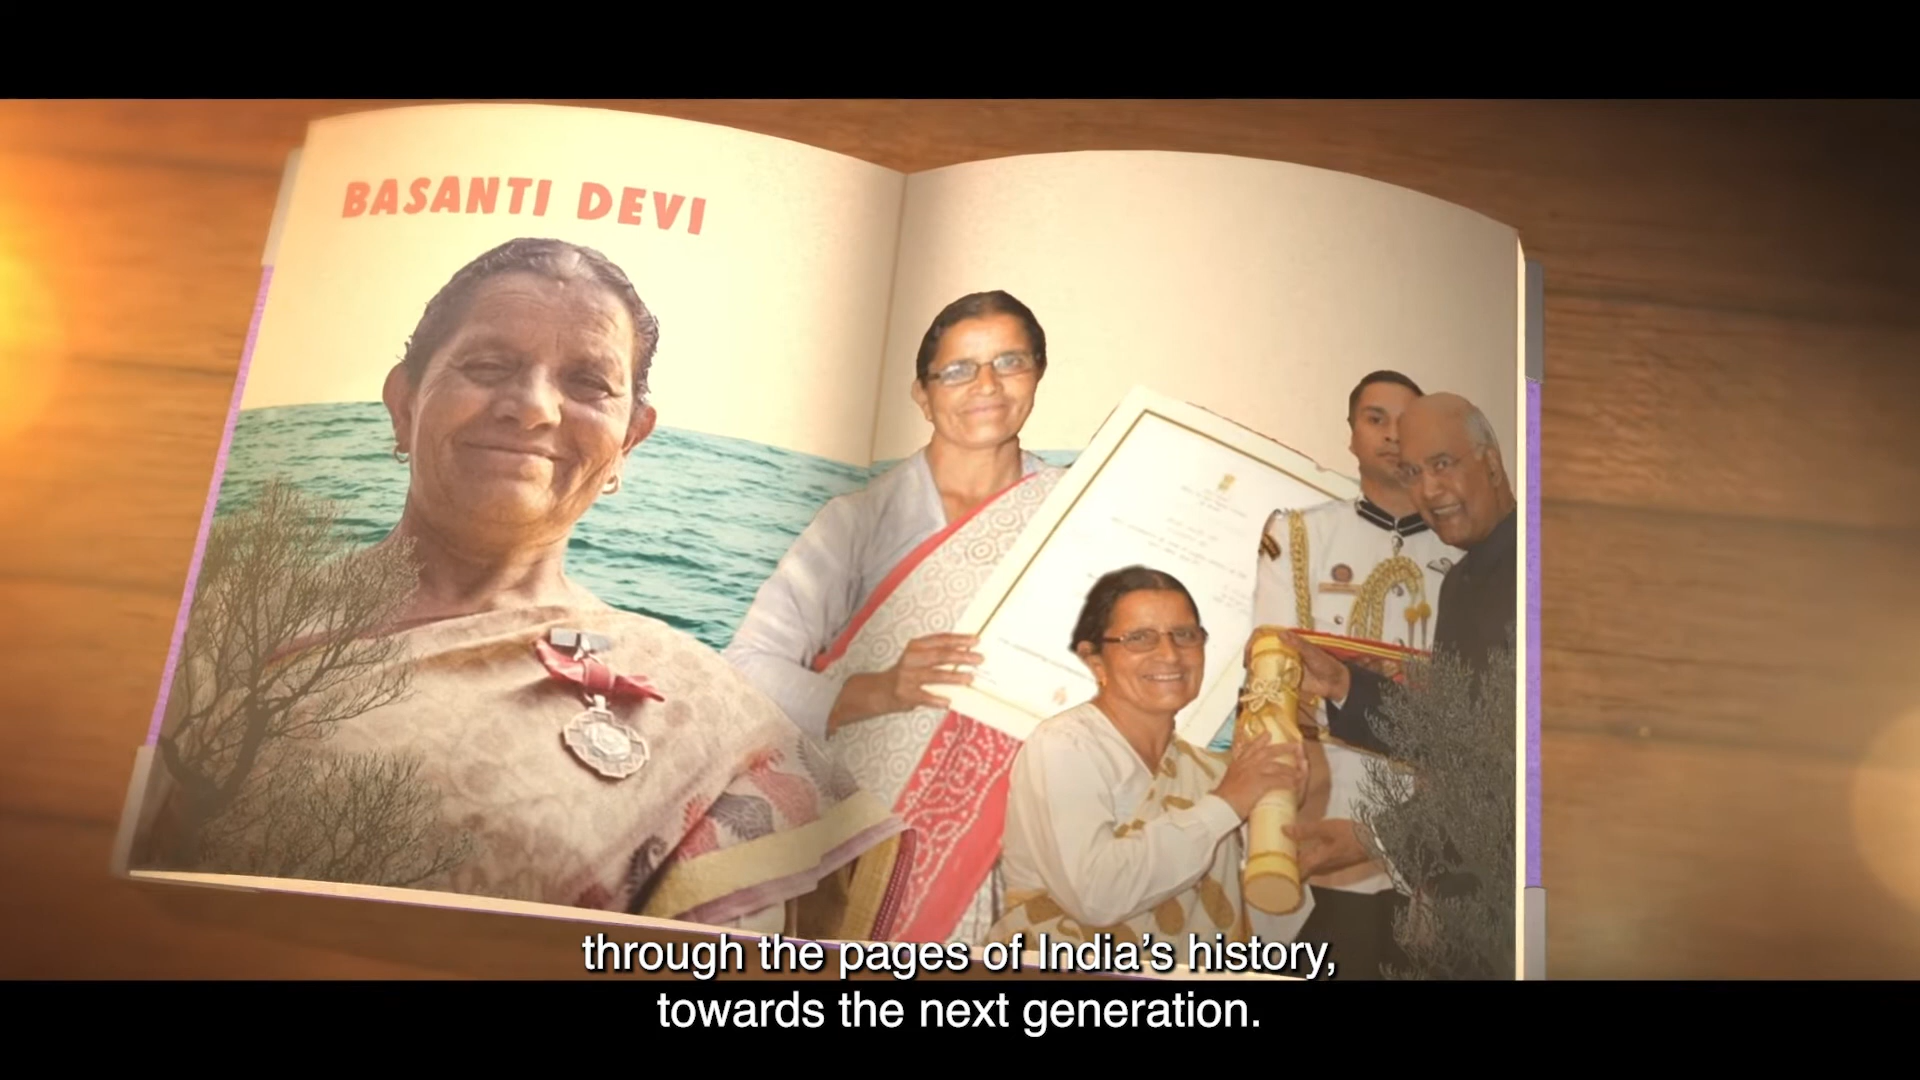 BASANTI DEVI
through the pages of India's history,
towards the next generation.